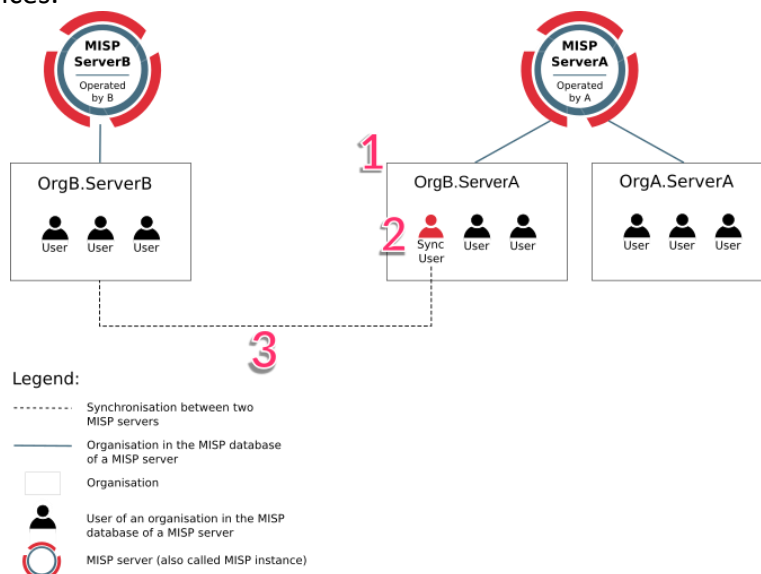 MISP
ServerB
Operated
by B
MISP
ServerA
Operated
by A
1
OrgB.ServerB
OrgB.ServerA
OrgA.ServerA
2
User User User
Sync
User
User User
User User User
3
Legend:
Synchronisation between two
MISP servers
Organisation in the MISP database
of a MISP server
Organisation
User of an organisation in the MISP
database of a MISP server
MISP server (also called MISP instance)